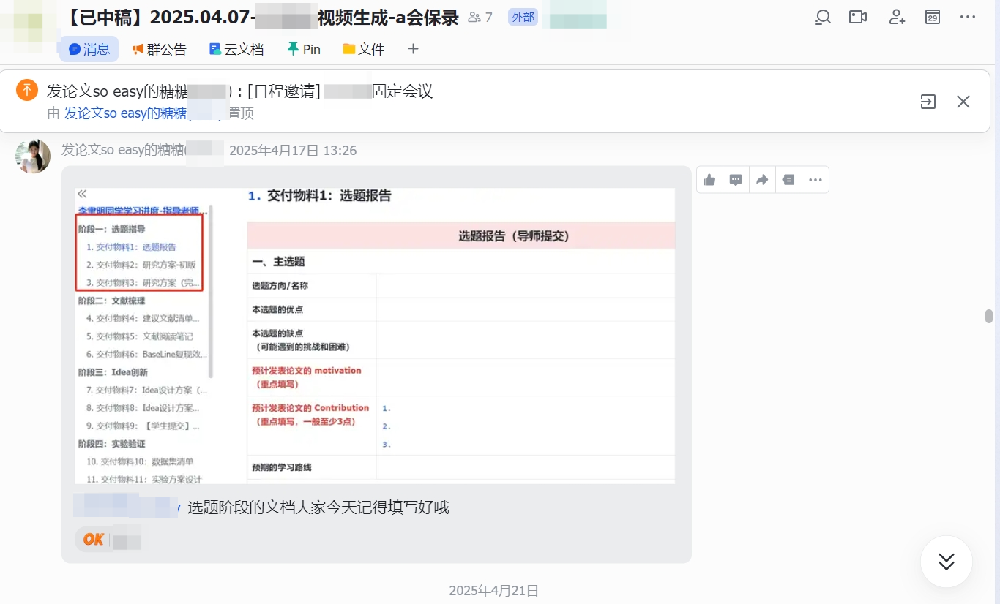 【已中稿】2025.04.07-视频生成-a会保录 7 外部
消息 群公告 云文档 Pin 文件
发论文so easy的糖糖 ) : [日程邀请] 固定会议
由 发论文so easy的糖糖 置顶
发论文so easy的糖糖( 2025年4月17日 13:26
李聿明同学学习进度-指导老师...
阶段一：选题指导
1. 交付物料1：选题报告
2. 交付物料2：研究方案-初版
3. 交付物料3：研究方案（完...
阶段二：文献梳理
4. 交付物料4：建议文献清单...
5. 交付物料5：文献阅读笔记
6. 交付物料6：BaseLine复现效...
阶段三：Idea创新
7. 交付物料7：Idea设计方案（...
8. 交付物料8：Idea设计方案...
9. 交付物料9：【学生提交】...
阶段四：实验验证
10. 交付物料10：数据集清单
11. 交付物料11：实验方案设计
1. 交付物料1：选题报告
选题报告（导师提交）
一、主选题
选题方向/名称
本选题的优点
本选题的缺点
（可能遇到的挑战和困难）
预计发表论文的 motivation
（重点填写）
预计发表论文的 Contribution
（重点填写，一般至少3点）
1.
2.
3.
预期的学习路线
选题阶段的文档大家今天记得填写好哦
OK
2025年4月21日
29